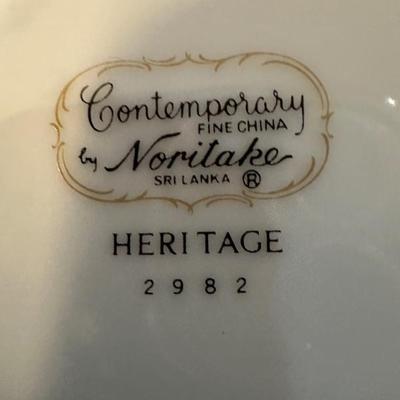 Contemporary
FINE CHINA
by Noritake
SRI LANKA ®
HERITAGE
2982